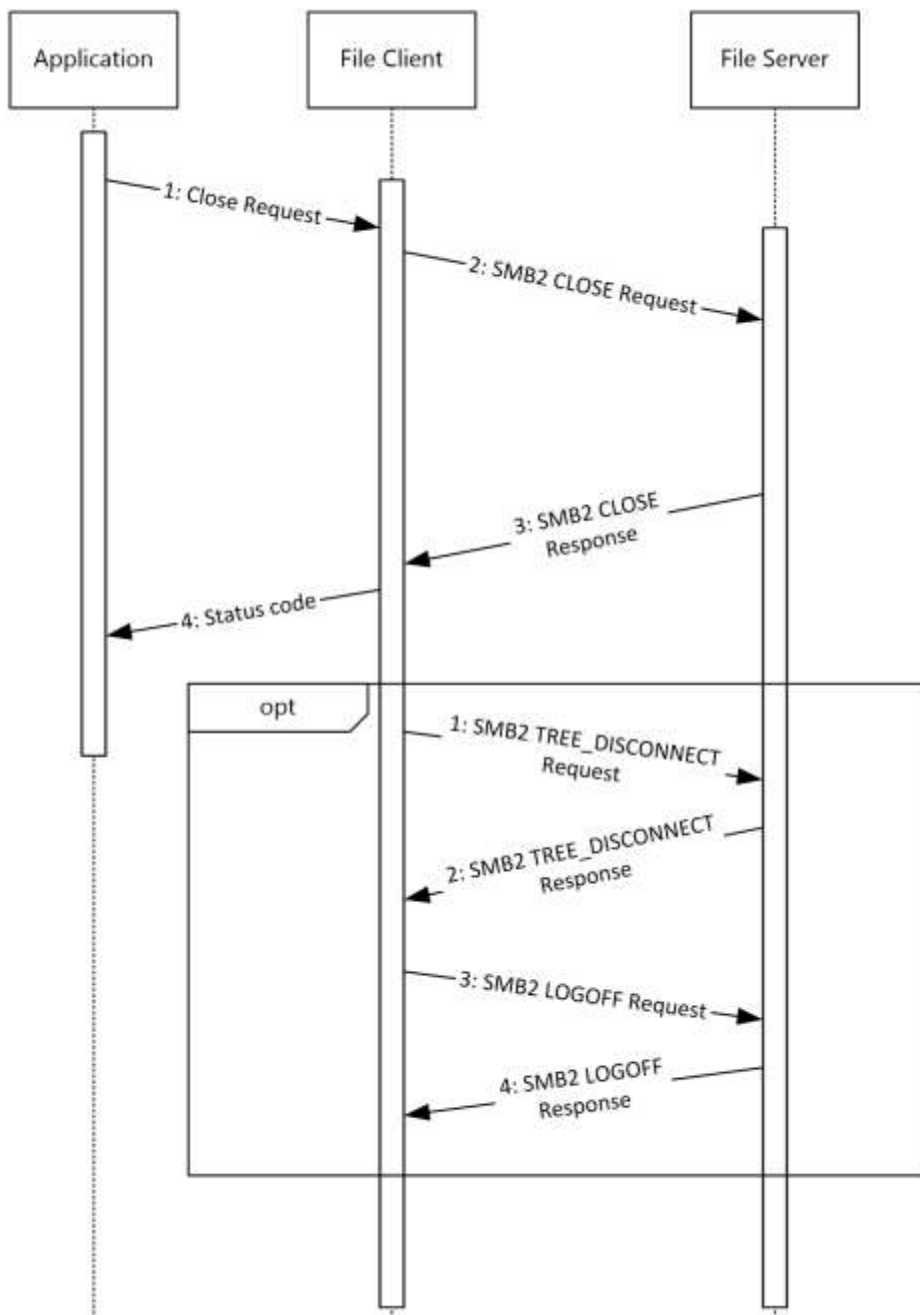 Application
File Client
File Server
1: Close Request
2: SMB2 CLOSE Request
3: SMB2 CLOSE
Response
4: Status code
opt
1: SMB2 TREE_DISCONNECT
Request
2: SMB2 TREE_DISCONNECT
Response
3: SMB2 LOGOFF Request
4: SMB2 LOGOFF
Response